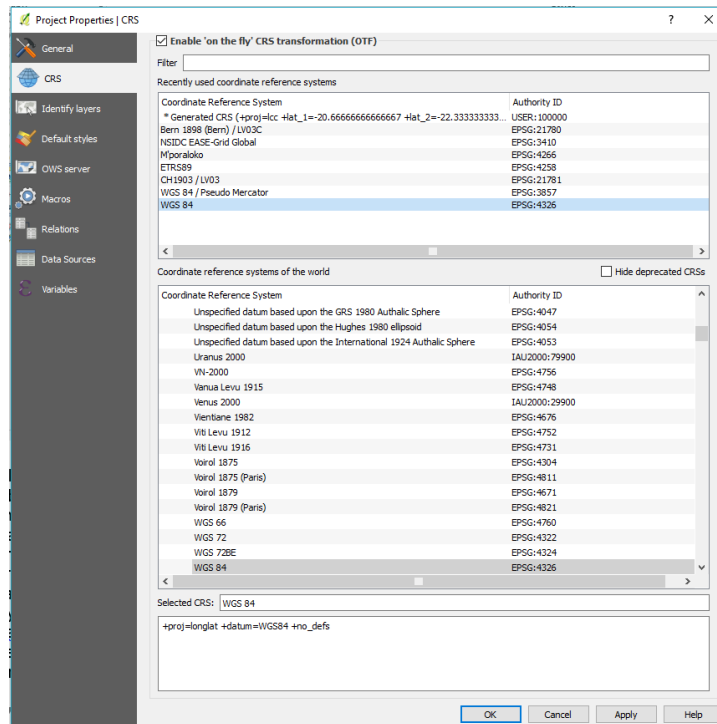 Project Properties | CRS
?
General
CRS
Identify layers
Default styles
OWS server
Macros
Relations
Data Sources
Variables
Enable 'on the fly' CRS transformation (OTF)
Filter
Recently used coordinate reference systems
Coordinate Reference System Authority ID
* Generated CRS (+proj=lcc +lat_1=-20.66666666666667 +lat_2=-22.333333333... USER:100000
Bern 1898 (Bern) / LV03C EPSG:21780
NSIDC EASE-Grid Global EPSG:3410
M'poraloko EPSG:4266
ETRS89 EPSG:4258
CH1903 / LV03 EPSG:21781
WGS 84 / Pseudo Mercator EPSG:3857
WGS 84 EPSG:4326
Coordinate reference systems of the world Hide deprecated CRSs
Coordinate Reference System Authority ID
Unspecified datum based upon the GRS 1980 Authalic Sphere EPSG:4047
Unspecified datum based upon the Hughes 1980 ellipsoid EPSG:4054
Unspecified datum based upon the International 1924 Authalic Sphere EPSG:4053
Uranus 2000 IAU2000:79900
VN-2000 EPSG:4756
Vanua Levu 1915 EPSG:4748
Venus 2000 IAU2000:29900
Vientiane 1982 EPSG:4676
Viti Levu 1912 EPSG:4752
Viti Levu 1916 EPSG:4731
Voirol 1875 EPSG:4304
Voirol 1875 (Paris) EPSG:4811
Voirol 1879 EPSG:4671
Voirol 1879 (Paris) EPSG:4821
WGS 66 EPSG:4760
WGS 72 EPSG:4322
WGS 72BE EPSG:4324
WGS 84 EPSG:4326
Selected CRS: WGS 84
+proj=longlat +datum=WGS84 +no_defs
OK Cancel Apply Help